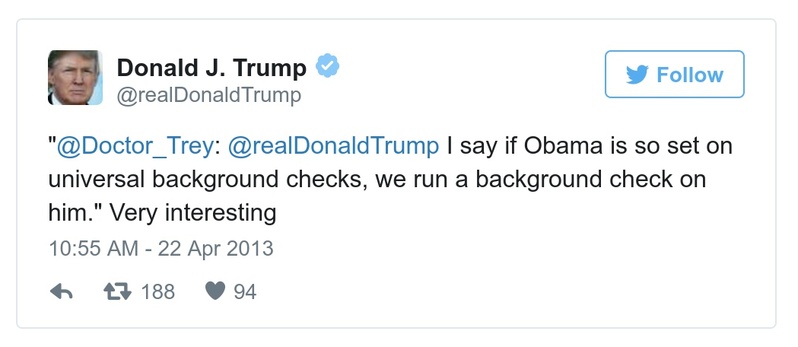 Donald J. Trump
@realDonaldTrump
Follow
"@Doctor_Trey: @realDonaldTrump I say if Obama is so set on
universal background checks, we run a background check on
him." Very interesting
10:55 AM - 22 Apr 2013
188 94